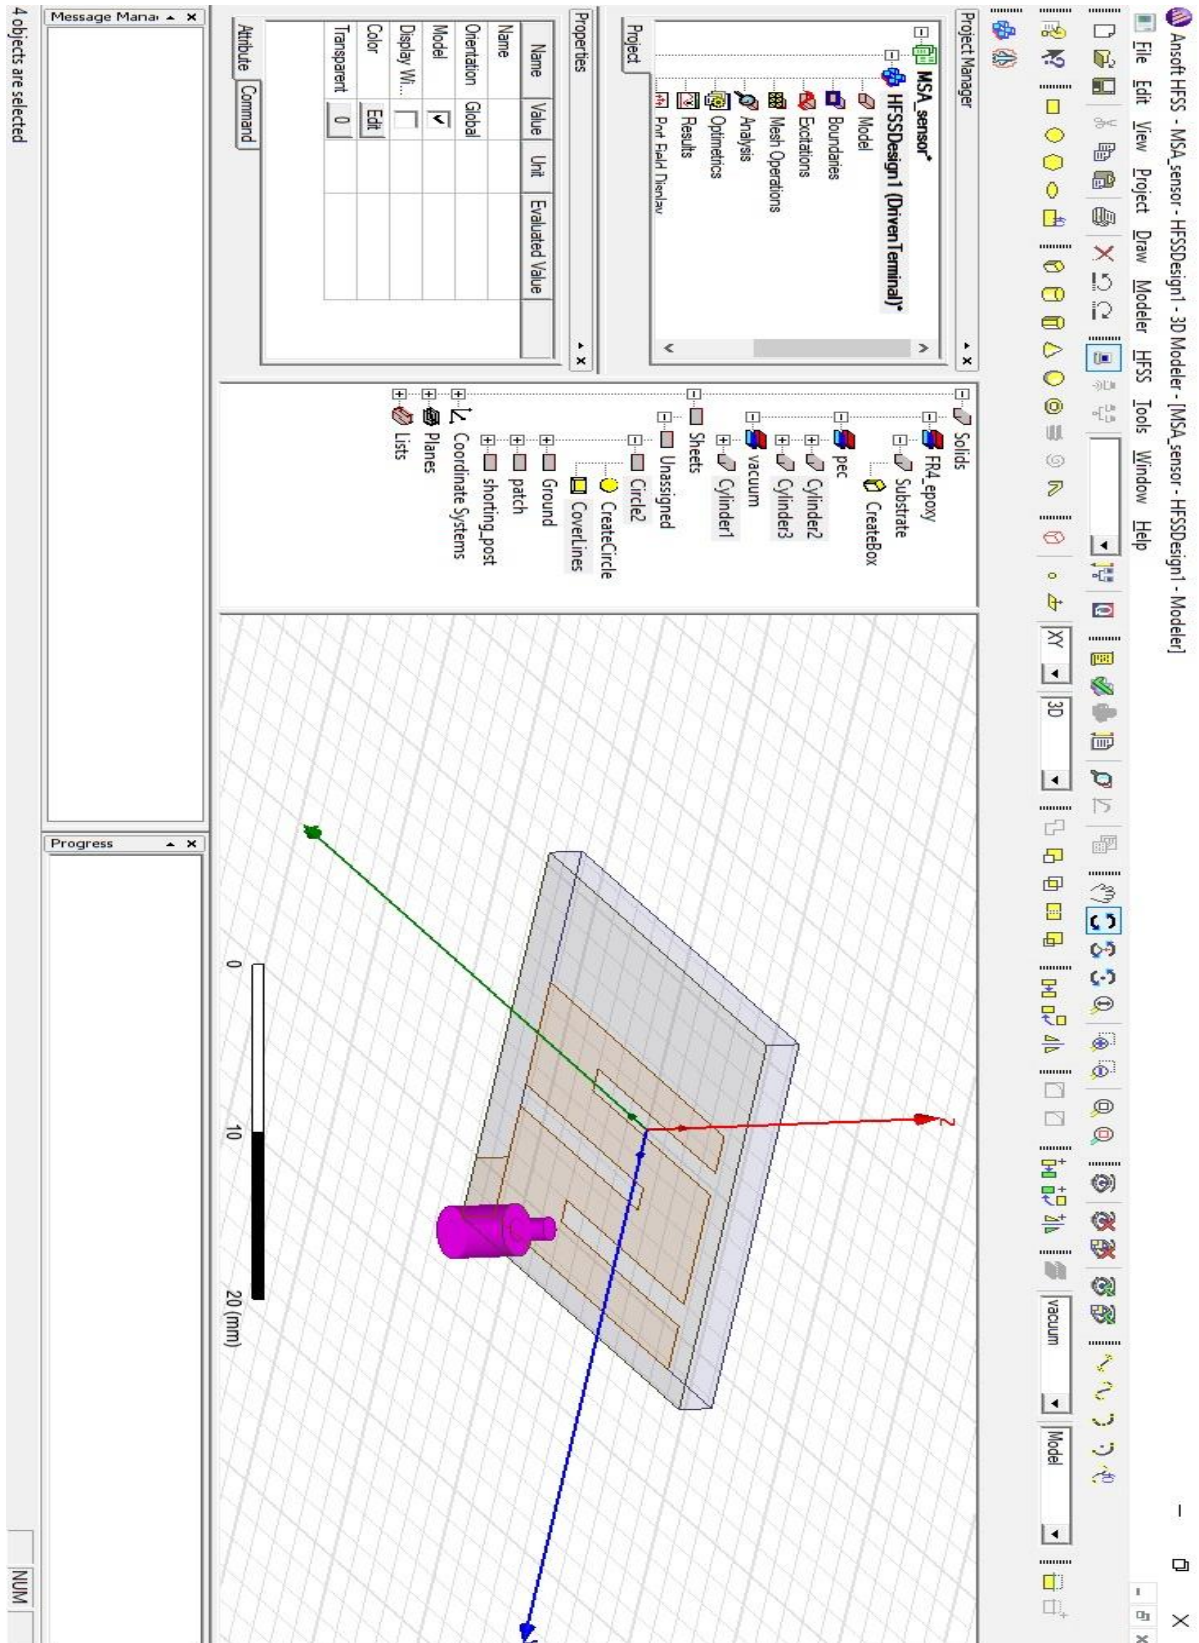 Ansoft HFSS - MSA_sensor - HFSSDesign1 - 3D Modeler - [MSA_sensor - HFSSDesign1 - Modeler]
File Edit View Project Draw Modeler HFSS Tools Window Help
XY
3D
vacuum
Model
Project Manager
MSA_sensor*
HFSSDesign1 (DrivenTerminal)*
Model
Boundaries
Excitations
Mesh Operations
Analysis
Optimetrics
Results
Port Field Display
Project
Properties
Name Value Unit Evaluated Value
Name
Orientation Global
Model
Display Wi...
Color Edit
Transparent 0
Attribute Command
Solids
FR4_epoxy
Substrate
CreateBox
pec
Cylinder2
Cylinder3
vacuum
Cylinder1
Sheets
Unassigned
Circle2
CreateCircle
CoverLines
Ground
patch
shorting_post
Coordinate Systems
Planes
Lists
Z
0 10 20 (mm)
Message Mana
Progress
4 objects are selected
NUM